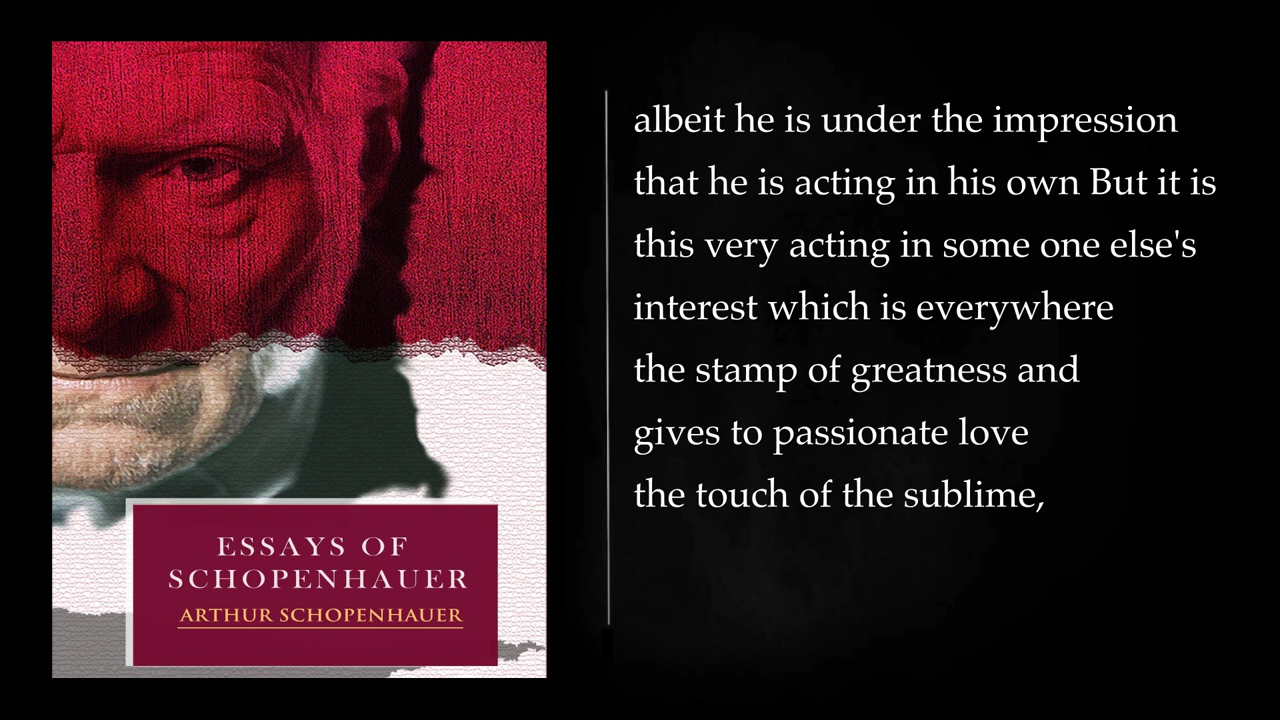 ESSAYS OF
SCHOPENHAUER
ARTHUR SCHOPENHAUER
albeit he is under the impression
that he is acting in his own But it is
this very acting in some one else's
interest which is everywhere
the stamp of greatness and
gives to passionate love
the touch of the sublime,